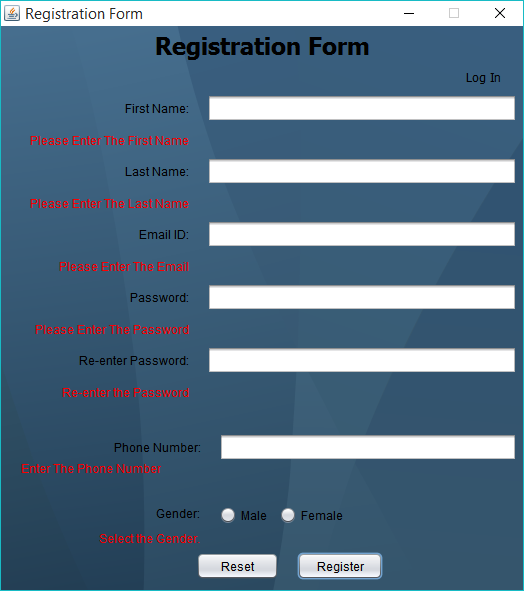 Registration Form
Registration Form
Log In
First Name:
Please Enter The First Name
Last Name:
Please Enter The Last Name
Email ID:
Please Enter The Email
Password:
Please Enter The Password
Re-enter Password:
Re-enter the Password
Phone Number:
Enter The Phone Number
Gender: Male Female
Select the Gender.
Reset Register